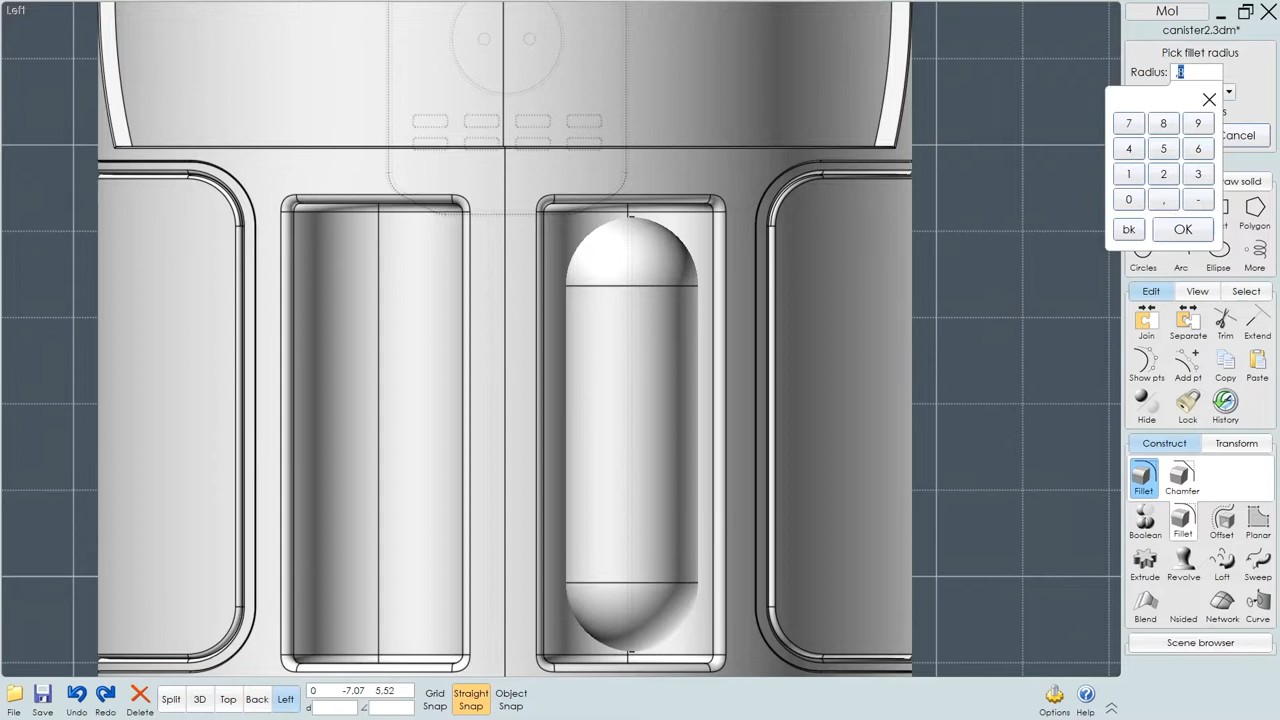 Left
MoI
canister2.3dm*
Pick fillet radius
Radius: ,8
7 8 9
4 5 6
1 2 3
0 , -
bk OK
Polygon
Circles Arc Ellipse More
Edit View Select
Join Separate Trim Extend
Show pts Add pt Copy Paste
Hide Lock History
Construct Transform
Fillet Chamfer
Boolean Fillet Offset Planar
Extrude Revolve Loft Sweep
Blend Nsided Network Curve
Scene browser
File Save Undo Redo Delete Split 3D Top Back Left
0 -7,07 5,52
d
Grid Snap Straight Snap Object Snap
Options Help